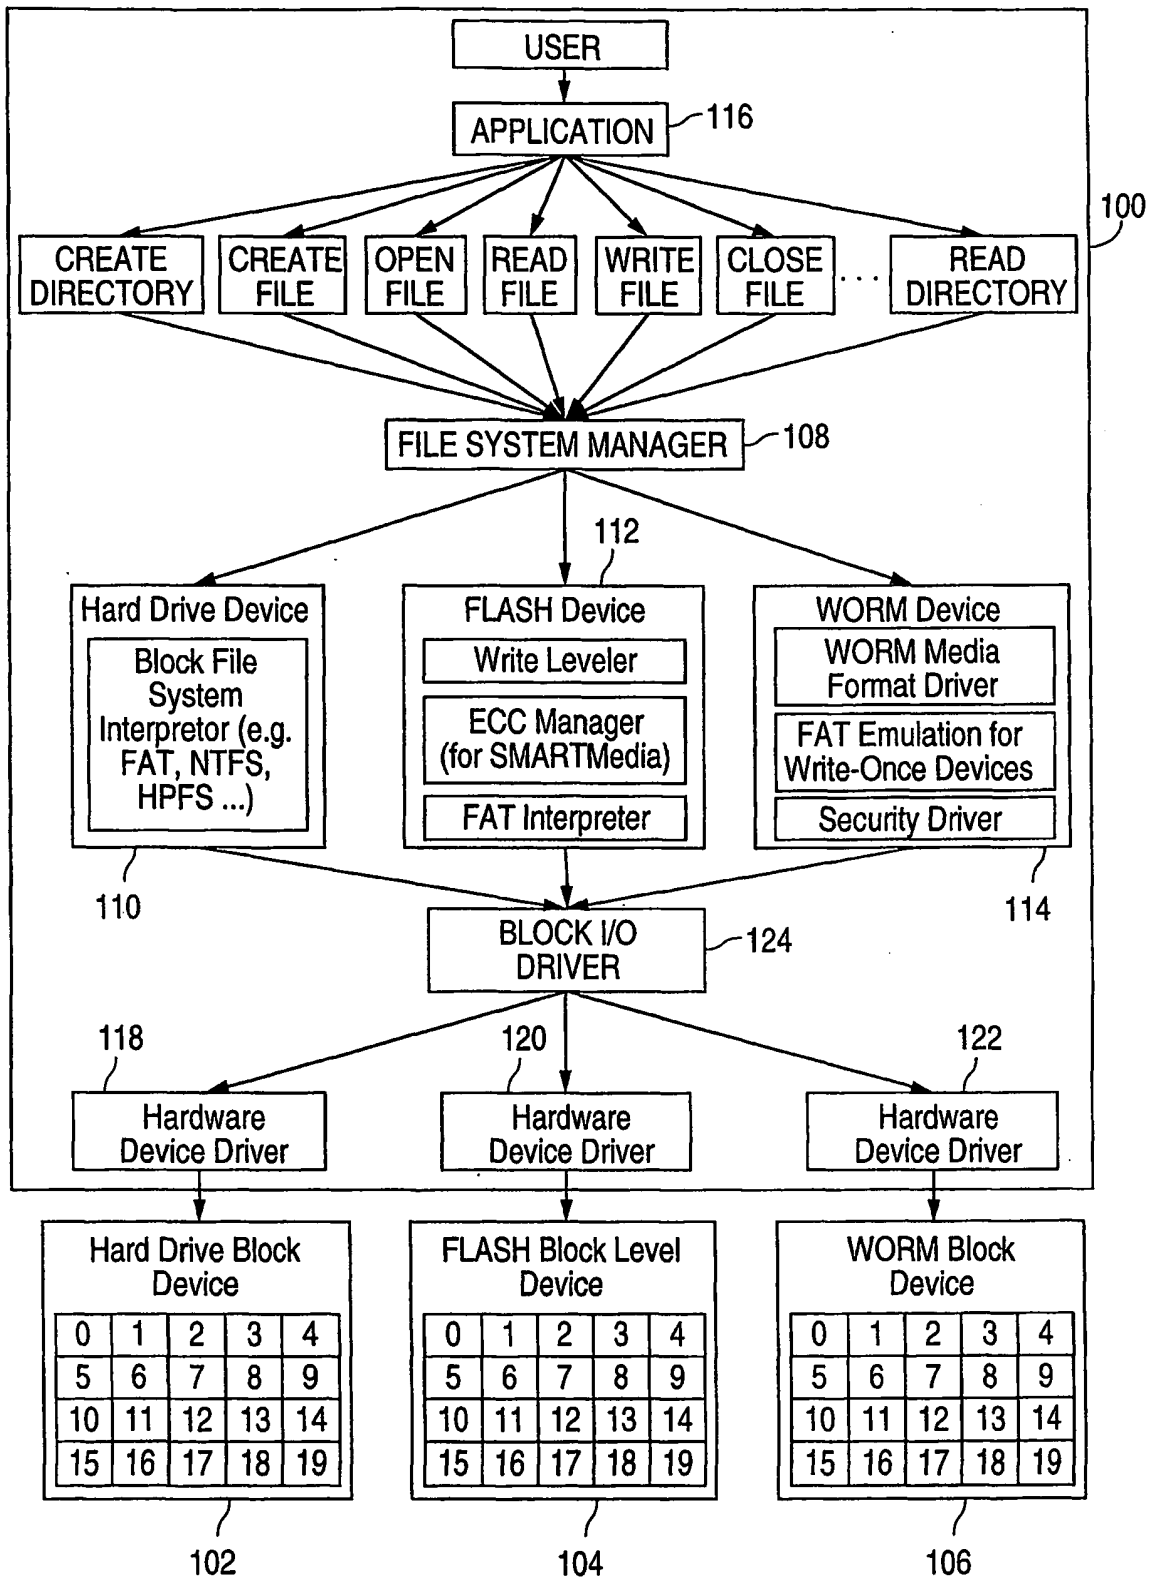 USER
APPLICATION
116
100
CREATE
DIRECTORY
CREATE
FILE
OPEN
FILE
READ
FILE
WRITE
FILE
CLOSE
FILE
. . .
READ
DIRECTORY
FILE SYSTEM MANAGER
108
112
Hard Drive Device
Block File
System
Interpretor (e.g.
FAT, NTFS,
HPFS ...)
110
FLASH Device
Write Leveler
ECC Manager
(for SMARTMedia)
FAT Interpreter
WORM Device
WORM Media
Format Driver
FAT Emulation for
Write-Once Devices
Security Driver
114
BLOCK I/O
DRIVER
124
118
120
122
Hardware
Device Driver
Hardware
Device Driver
Hardware
Device Driver
Hard Drive Block
Device
0 1 2 3 4
5 6 7 8 9
10 11 12 13 14
15 16 17 18 19
102
FLASH Block Level
Device
0 1 2 3 4
5 6 7 8 9
10 11 12 13 14
15 16 17 18 19
104
WORM Block
Device
0 1 2 3 4
5 6 7 8 9
10 11 12 13 14
15 16 17 18 19
106